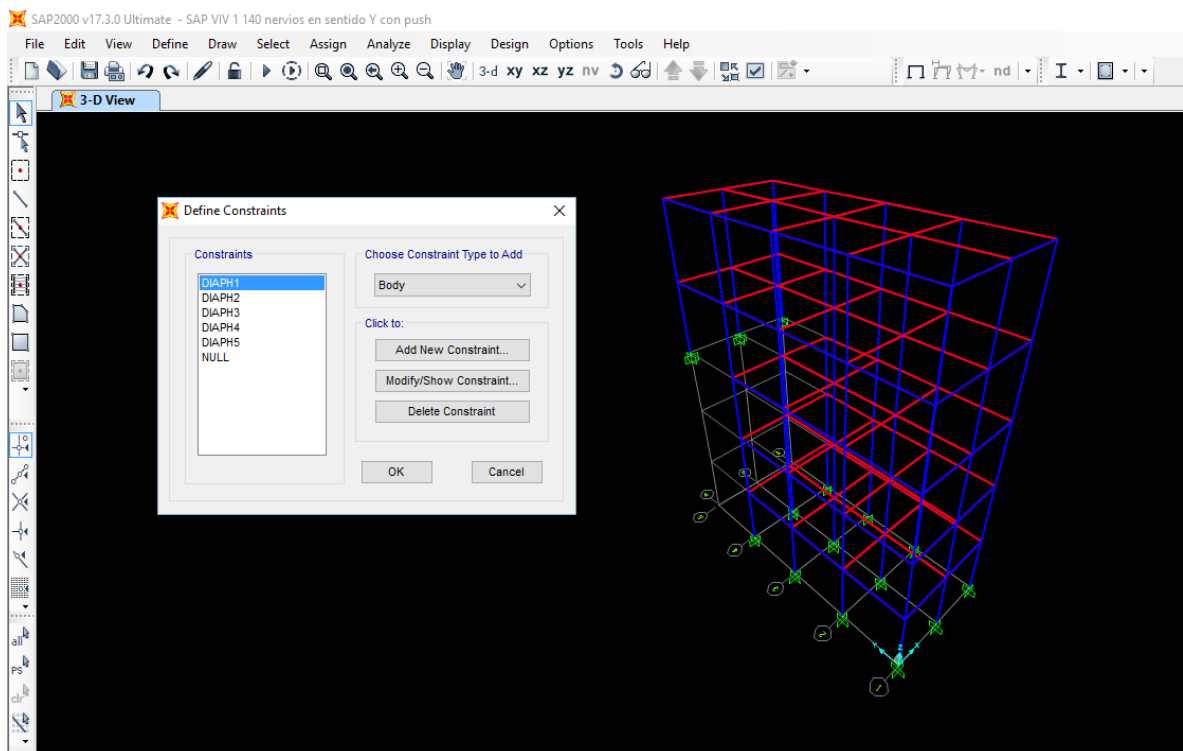 SAP2000 v17.3.0 Ultimate - SAP VIV 1 140 nervios en sentido Y con push
File Edit View Define Draw Select Assign Analyze Display Design Options Tools Help
3-d xy xz yz nv nd
3-D View
Define Constraints
Constraints
DIAPH1
DIAPH2
DIAPH3
DIAPH4
DIAPH5
NULL
Choose Constraint Type to Add
Body
Click to:
Add New Constraint...
Modify/Show Constraint...
Delete Constraint
OK
Cancel
all
PS
clr
Y Z X
2
1